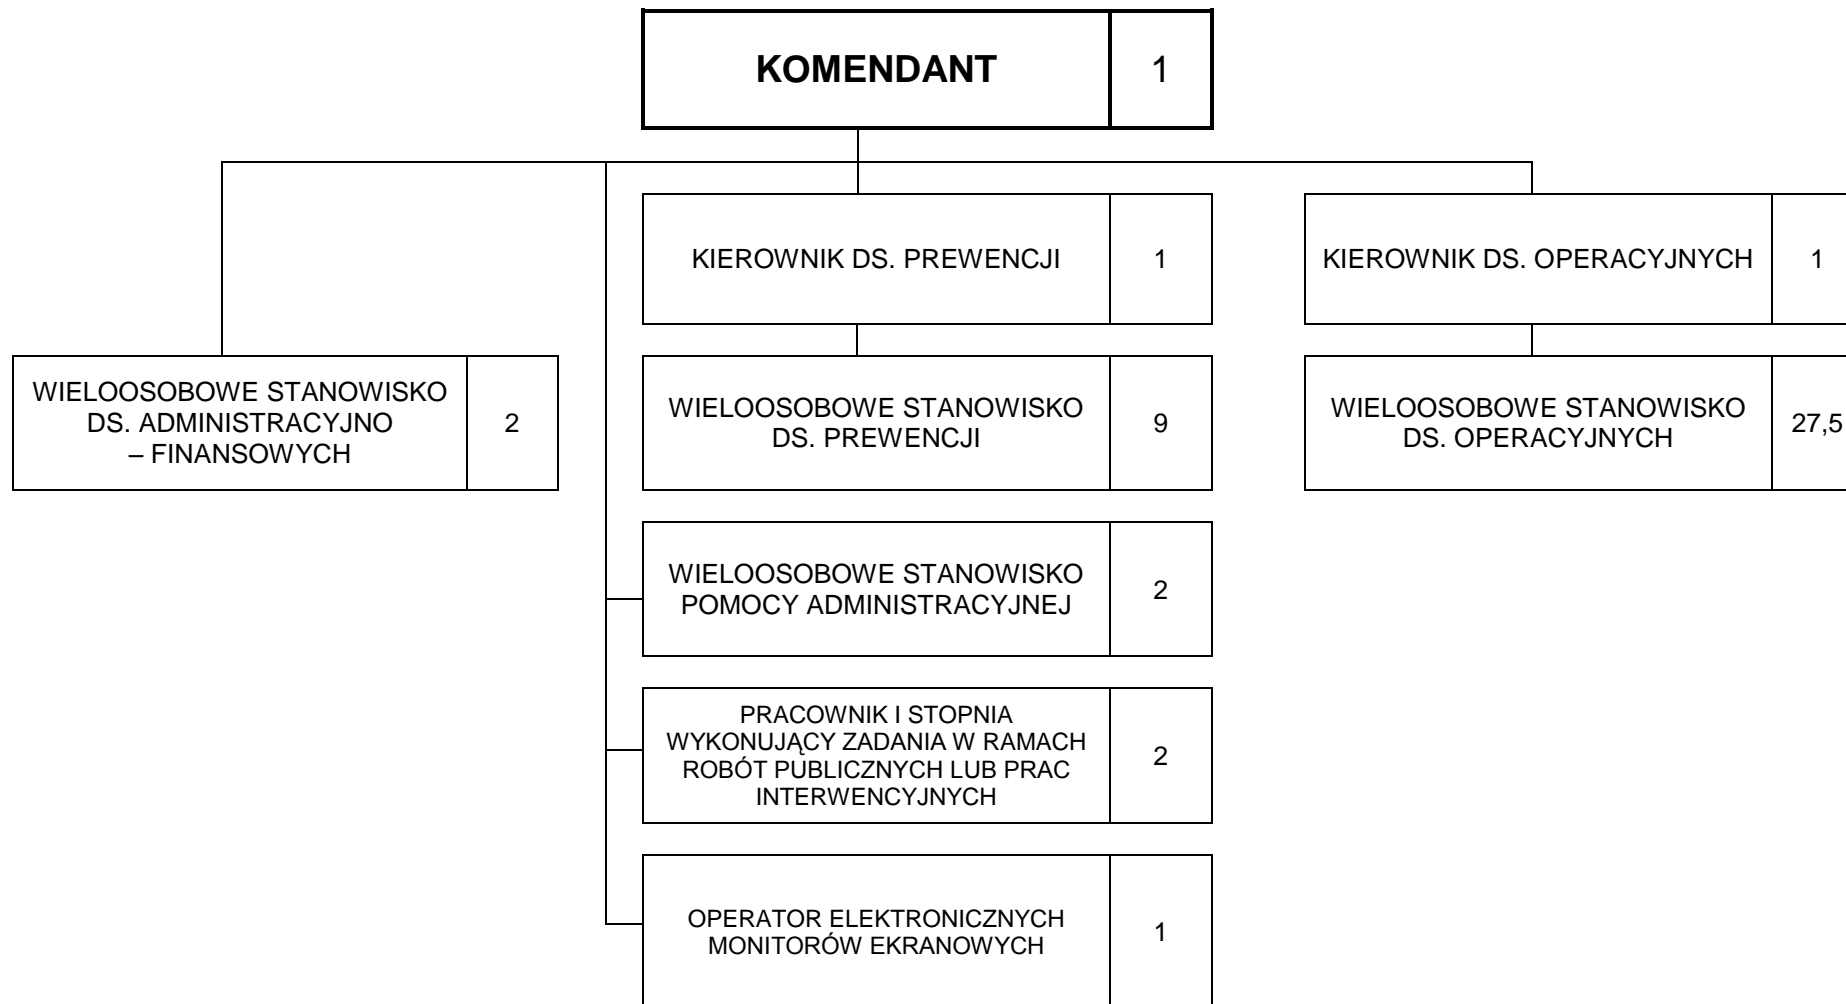 KOMENDANT
1
KIEROWNIK DS. PREWENCJI
1
KIEROWNIK DS. OPERACYJNYCH
1
WIELOOSOBOWE STANOWISKO
DS. ADMINISTRACYJNO
– FINANSOWYCH
2
WIELOOSOBOWE STANOWISKO
DS. PREWENCJI
9
WIELOOSOBOWE STANOWISKO
DS. OPERACYJNYCH
27,5
WIELOOSOBOWE STANOWISKO
POMOCY ADMINISTRACYJNEJ
2
PRACOWNIK I STOPNIA
WYKONUJĄCY ZADANIA W RAMACH
ROBÓT PUBLICZNYCH LUB PRAC
INTERWENCYJNYCH
2
OPERATOR ELEKTRONICZNYCH
MONITORÓW EKRANOWYCH
1